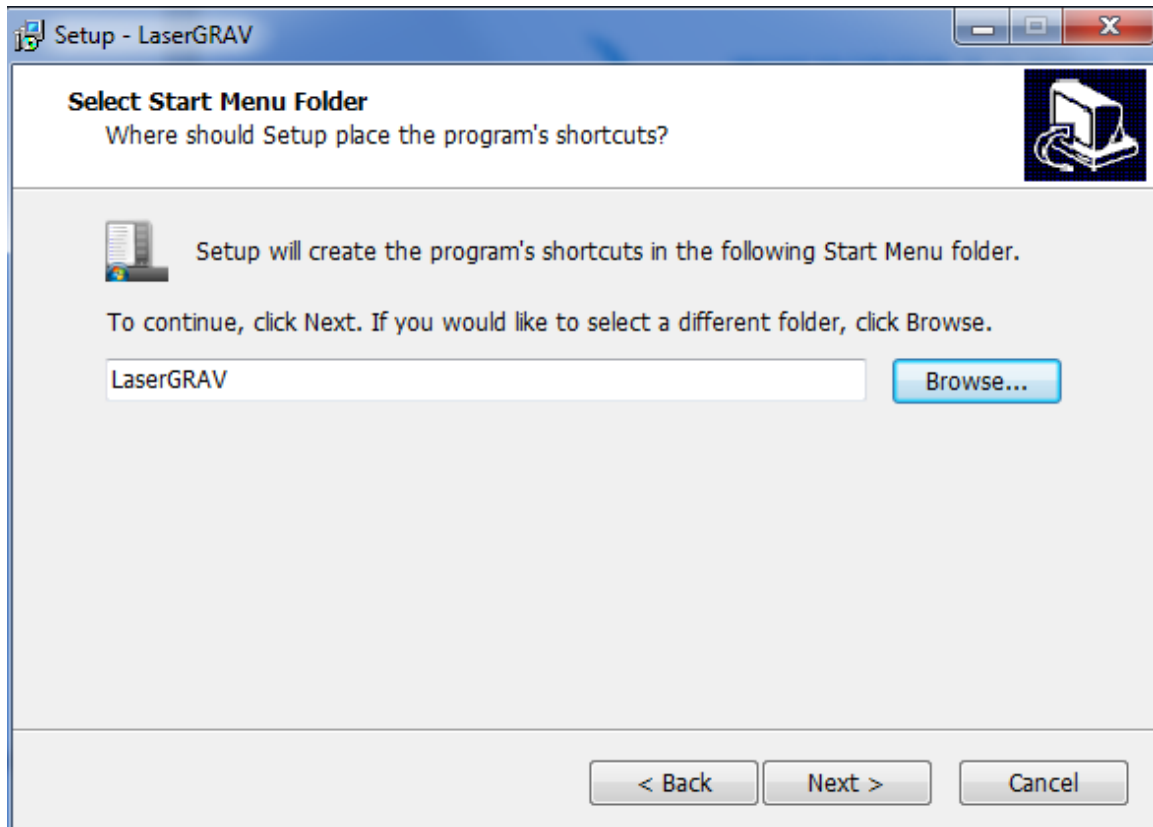 Setup - LaserGRAV
Select Start Menu Folder
Where should Setup place the program's shortcuts?
Setup will create the program's shortcuts in the following Start Menu folder.
To continue, click Next. If you would like to select a different folder, click Browse.
LaserGRAV
Browse...
< Back
Next >
Cancel